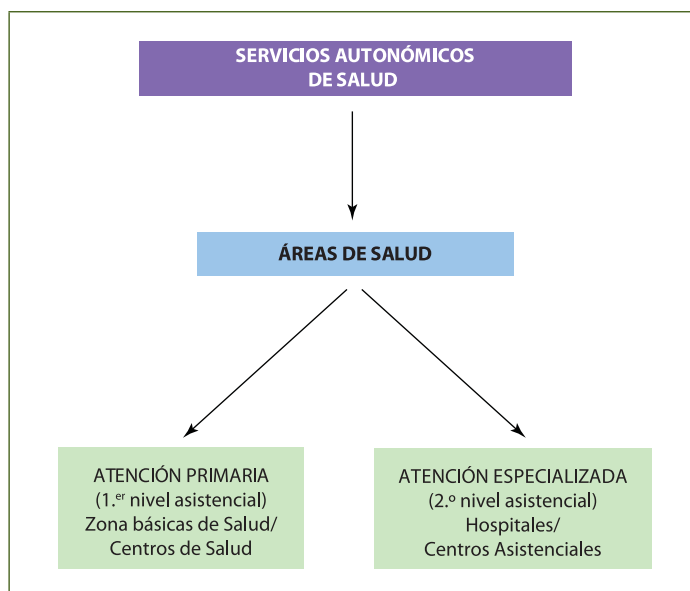 SERVICIOS AUTONÓMICOS
DE SALUD
ÁREAS DE SALUD
ATENCIÓN PRIMARIA
(1.er nivel asistencial)
Zona básicas de Salud/
Centros de Salud
ATENCIÓN ESPECIALIZADA
(2.º nivel asistencial)
Hospitales/
Centros Asistenciales